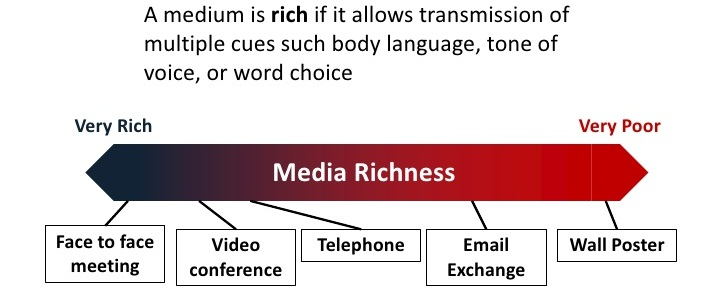 A medium is rich if it allows transmission of
multiple cues such body language, tone of
voice, or word choice
Very Rich
Very Poor
Media Richness
Face to face
meeting
Video
conference
Telephone
Email
Exchange
Wall Poster